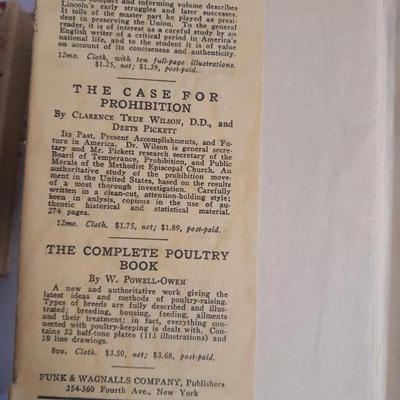 compact and informing volume describes
Lincoln's early struggles and later successes.
It tells of the master part he played as presi-
dent in preserving the Union. To the general
reader, it is of interest as a careful study by an
English writer of a critical period in America's
national life, and to the student it is of value
on account of its conciseness and authenticity.
12mo. Cloth, with ten full-page illustrations.
$1.25, net; $1.39, post-paid.
THE CASE FOR
PROHIBITION
By CLARENCE TRUE WILSON, D.D., and
DEETS PICKETT
Its Past, Present Accomplishments, and Fu-
ture in America. Dr. Wilson is general secre-
tary and Mr. Pickett research secretary of the
Board of Temperance, Prohibition, and Public
Morals of the Methodist Episcopal Church. An
authoritative study of the prohibition move-
ment in the United States, based on the results
of a most thorough investigation. Carefully
written in a clean-cut, attention-holding style;
keen in anlysis, copious in the use of au-
thentic historical and statistical material.
274 pages.
12mo. Cloth. $1.75, net; $1.89, post-paid.
THE COMPLETE POULTRY
BOOK
By W. POWELL-OWEN
A new and authoritative work giving the
latest ideas and methods of poultry-raising.
Types of breeds are fully described and illus-
trated; breeding, housing, feeding, ailments
and their treatment; in fact, everything con-
nected with poultry-keeping is dealt with. Con-
tains 32 half-tone plates (113 illustrations) and
10 line drawings.
8vo. Cloth. $3.50, net; $3.68, post-paid.
FUNK & WAGNALLS COMPANY, Publishers
354-360 Fourth Ave., New York